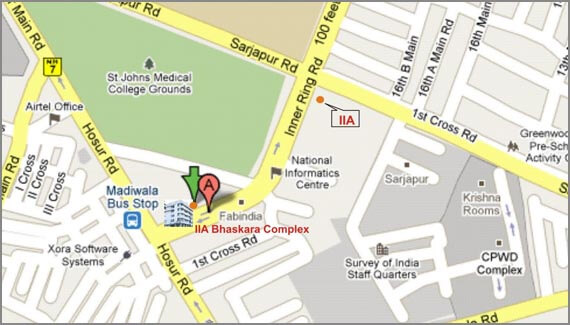 Main Rd
pur Rd
Sarjapur Rd
100 feet
16th B Main
16th A Main Rd
16th Main
NH
7
St Johns Medical
College Grounds
Inner Ring Rd
IIA
1st Cross Rd
Airtel Office
Hosur Rd
Greenwoo
Pre-Sch
Activity C
Main Rd
I Cross
II Cross
III Cross
National
Informatics
Centre
Sarjapur
Madiwala
Bus Stop
A
Fabindia
Krishna
Rooms
IIA Bhaskara Complex
Xora Software
Systems
1st Cross Rd
Hosur Rd
Survey of India
Staff Quarters
CPWD
Complex